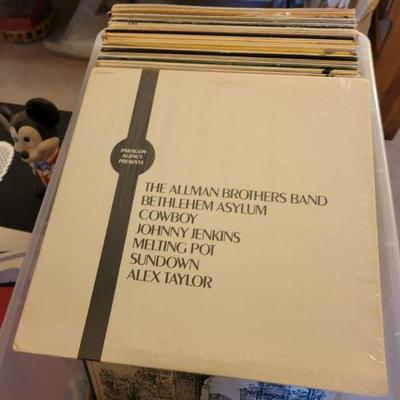 PARAGON
AGENCY
PRESENTS
THE ALLMAN BROTHERS BAND
BETHLEHEM ASYLUM
COWBOY
JOHNNY JENKINS
MELTING POT
SUNDOWN
ALEX TAYLOR